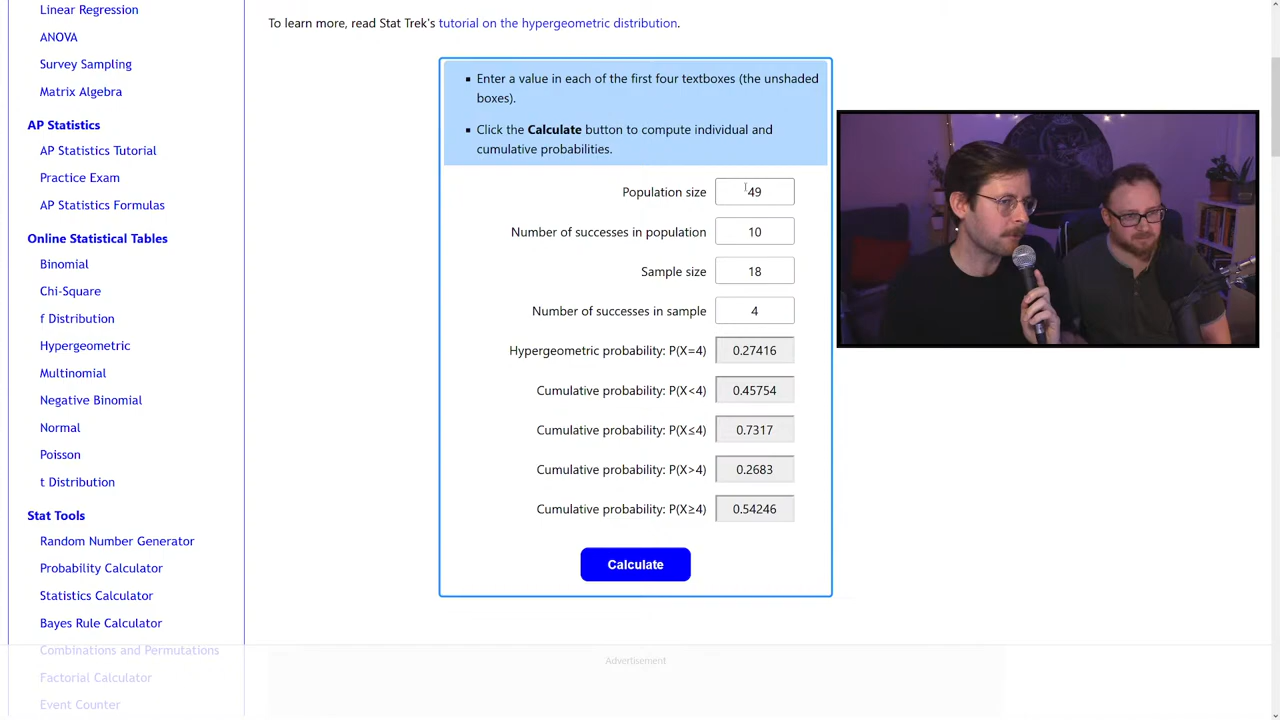 Linear Regression
ANOVA
Survey Sampling
Matrix Algebra
AP Statistics
AP Statistics Tutorial
Practice Exam
AP Statistics Formulas
Online Statistical Tables
Binomial
Chi-Square
f Distribution
Hypergeometric
Multinomial
Negative Binomial
Normal
Poisson
t Distribution
Stat Tools
Random Number Generator
Probability Calculator
Statistics Calculator
Bayes Rule Calculator
Combinations and Permutations
Factorial Calculator
Event Counter
To learn more, read Stat Trek's tutorial on the hypergeometric distribution.
▪ Enter a value in each of the first four textboxes (the unshaded
boxes).
▪ Click the Calculate button to compute individual and
cumulative probabilities.
Population size 49
Number of successes in population 10
Sample size 18
Number of successes in sample 4
Hypergeometric probability: P(X=4) 0.27416
Cumulative probability: P(X<4) 0.45754
Cumulative probability: P(X≤4) 0.7317
Cumulative probability: P(X>4) 0.2683
Cumulative probability: P(X≥4) 0.54246
Calculate
Advertisement